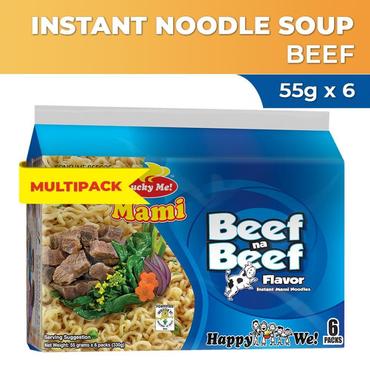 INSTANT NOODLE SOUP
BEEF
55g x 6
MULTIPACK
Lucky Me!
Mami
Beef
na
Beef
Flavor
Instant Mami Noodles
Serving Suggestion
Net Weight: 55 grams x 6 packs (330g)
Happy We!
6
PACKS